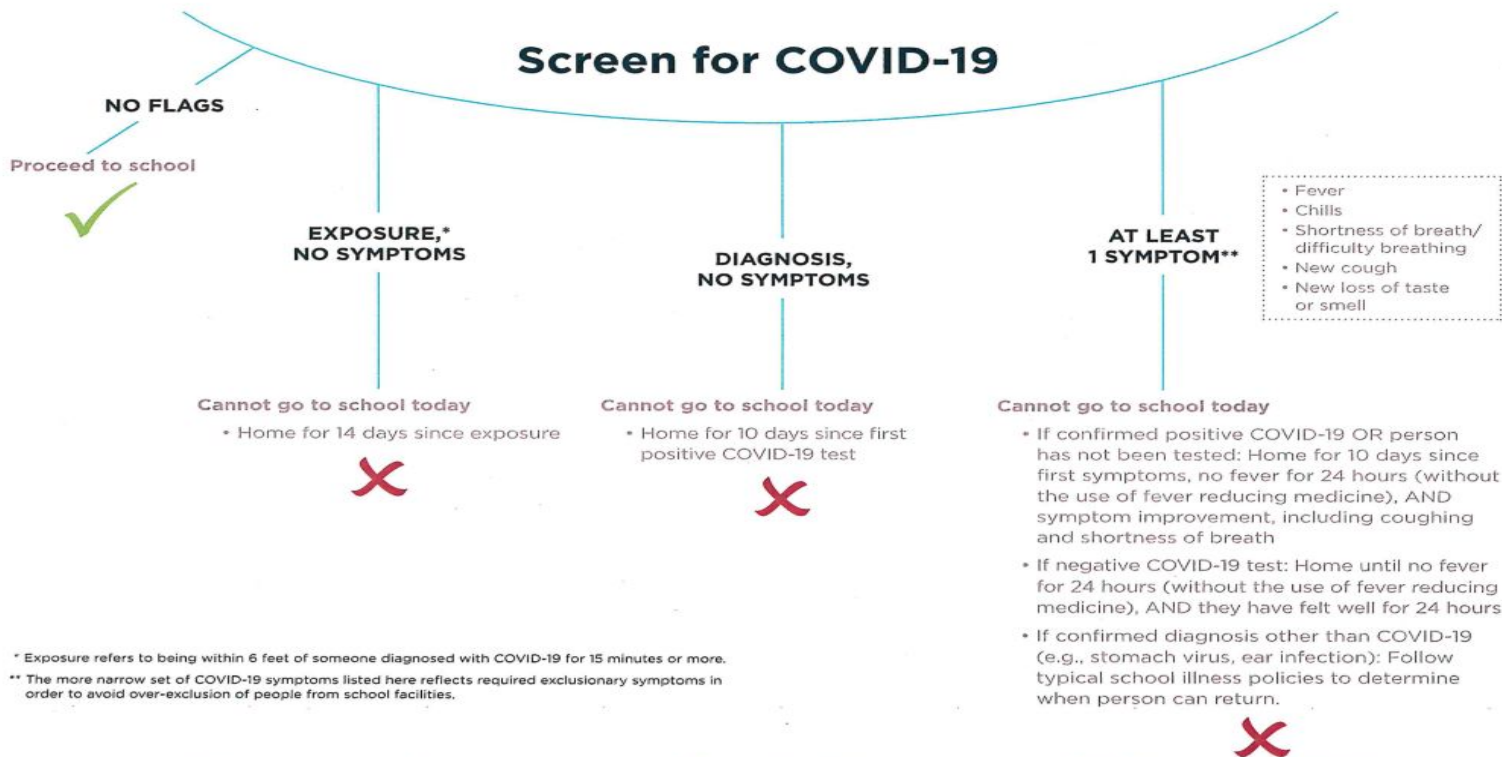 Screen for COVID-19
NO FLAGS
Proceed to school
EXPOSURE,*
NO SYMPTOMS
Cannot go to school today
• Home for 14 days since exposure
DIAGNOSIS,
NO SYMPTOMS
Cannot go to school today
• Home for 10 days since first
positive COVID-19 test
AT LEAST
1 SYMPTOM**
• Fever
• Chills
• Shortness of breath/
difficulty breathing
• New cough
• New loss of taste
or smell
Cannot go to school today
• If confirmed positive COVID-19 OR person
has not been tested: Home for 10 days since
first symptoms, no fever for 24 hours (without
the use of fever reducing medicine), AND
symptom improvement, including coughing
and shortness of breath
• If negative COVID-19 test: Home until no fever
for 24 hours (without the use of fever reducing
medicine), AND they have felt well for 24 hours
• If confirmed diagnosis other than COVID-19
(e.g., stomach virus, ear infection): Follow
typical school illness policies to determine
when person can return.
* Exposure refers to being within 6 feet of someone diagnosed with COVID-19 for 15 minutes or more.
** The more narrow set of COVID-19 symptoms listed here reflects required exclusionary symptoms in
order to avoid over-exclusion of people from school facilities.